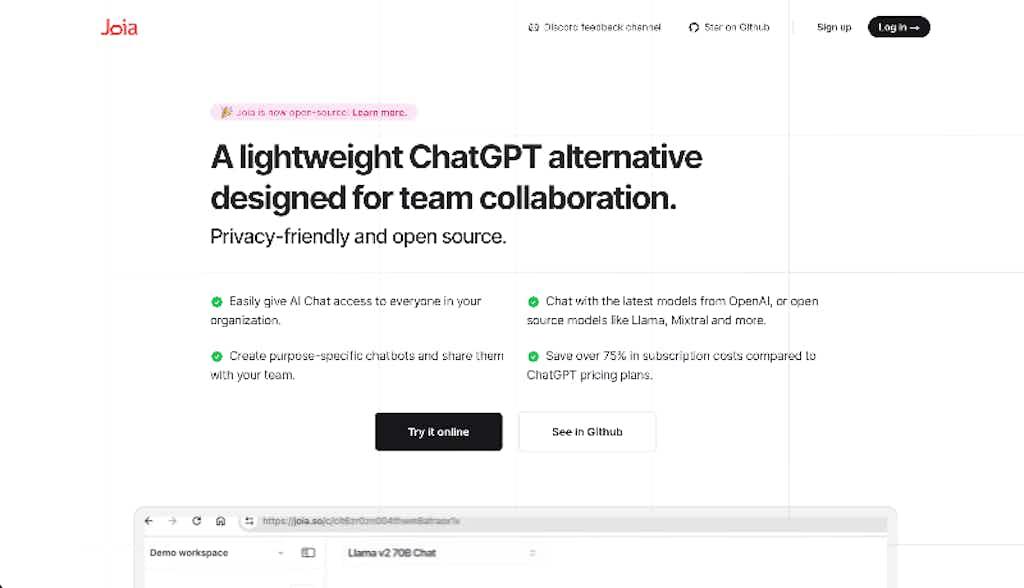 Joia
Discord feedback channel
Star on Github
Sign up
Log in →
🎉 Joia is now open-source! Learn more.
A lightweight ChatGPT alternative
designed for team collaboration.
Privacy-friendly and open source.
Easily give AI Chat access to everyone in your
organization.
Chat with the latest models from OpenAI, or open
source models like Llama, Mixtral and more.
Create purpose-specific chatbots and share them
with your team.
Save over 75% in subscription costs compared to
ChatGPT pricing plans.
Try it online
See in Github
Demo workspace
Llama v2 70B Chat